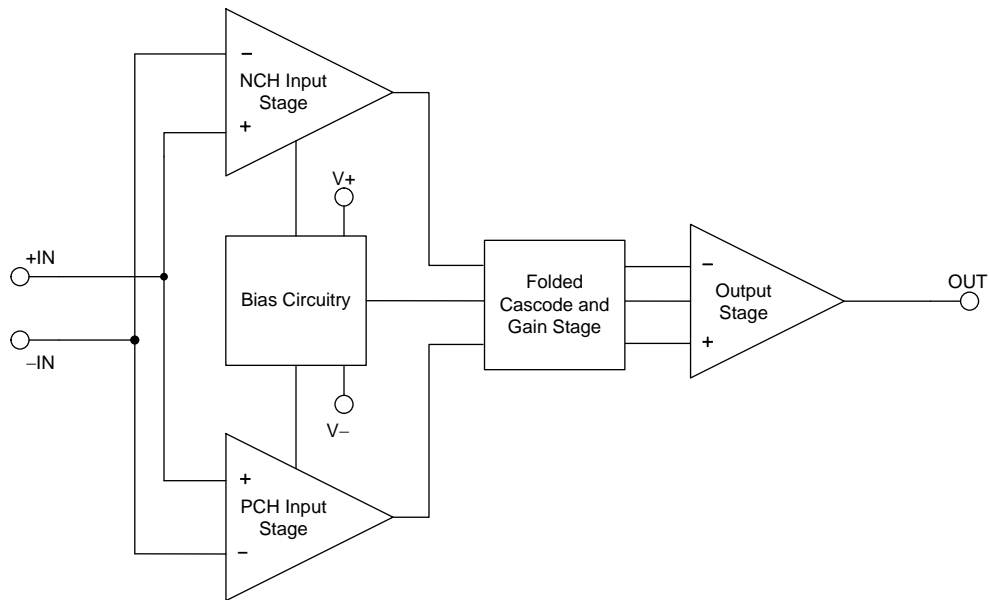 −
NCH Input
Stage
+
V+
+IN
Bias Circuitry
−IN
V−
+
PCH Input
Stage
−
Folded
Cascode and
Gain Stage
−
Output
Stage
+
OUT